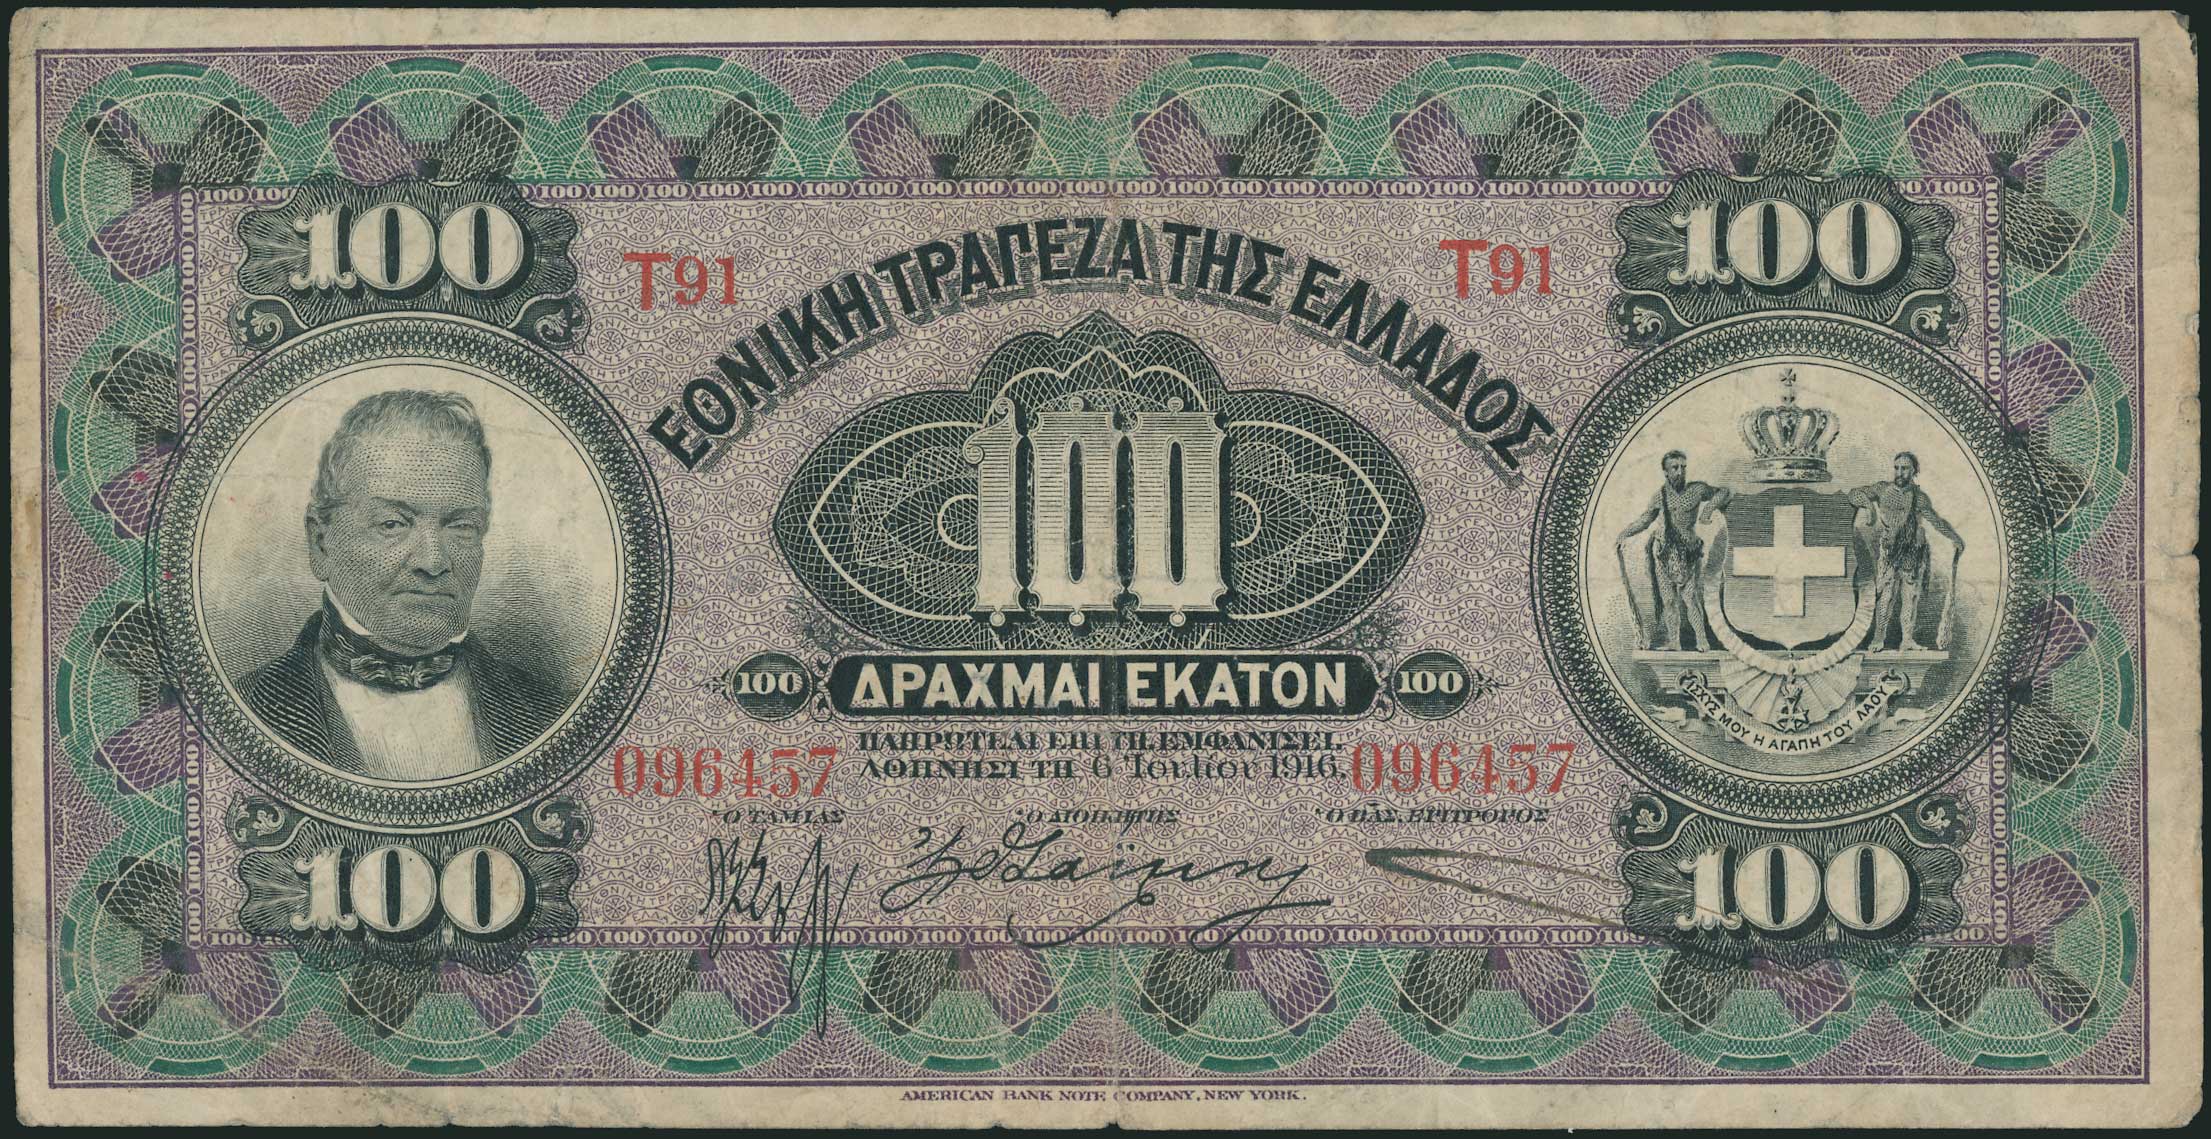 100
100
T91
ΕΘΝΙΚΗ ΤΡΑΠΕΖΑ ΤΗΣ ΕΛΛΑΔΟΣ
T91
100
100 ΔΡΑΧΜΑΙ ΕΚΑΤΟΝ 100
ΠΛΗΡΩΤΕΑΙ ΕΠΙ ΤΗ ΕΜΦΑΝΙΣΕΙ.
096457 ΑΘΗΝΗΣΙ ΤΗ 6 Ἰουλίου 1916. 096457
Ὁ ΤΑΜΙΑΣ Ὁ ΔΙΟΙΚΗΤΗΣ Ὁ ΒΑΣ. ΕΠΙΤΡΟΠΟΣ
ΙΣΧΥΣ ΜΟΥ Η ΑΓΑΠΗ ΤΟΥ ΛΑΟΥ
100
100
AMERICAN BANK NOTE COMPANY, NEW YORK.